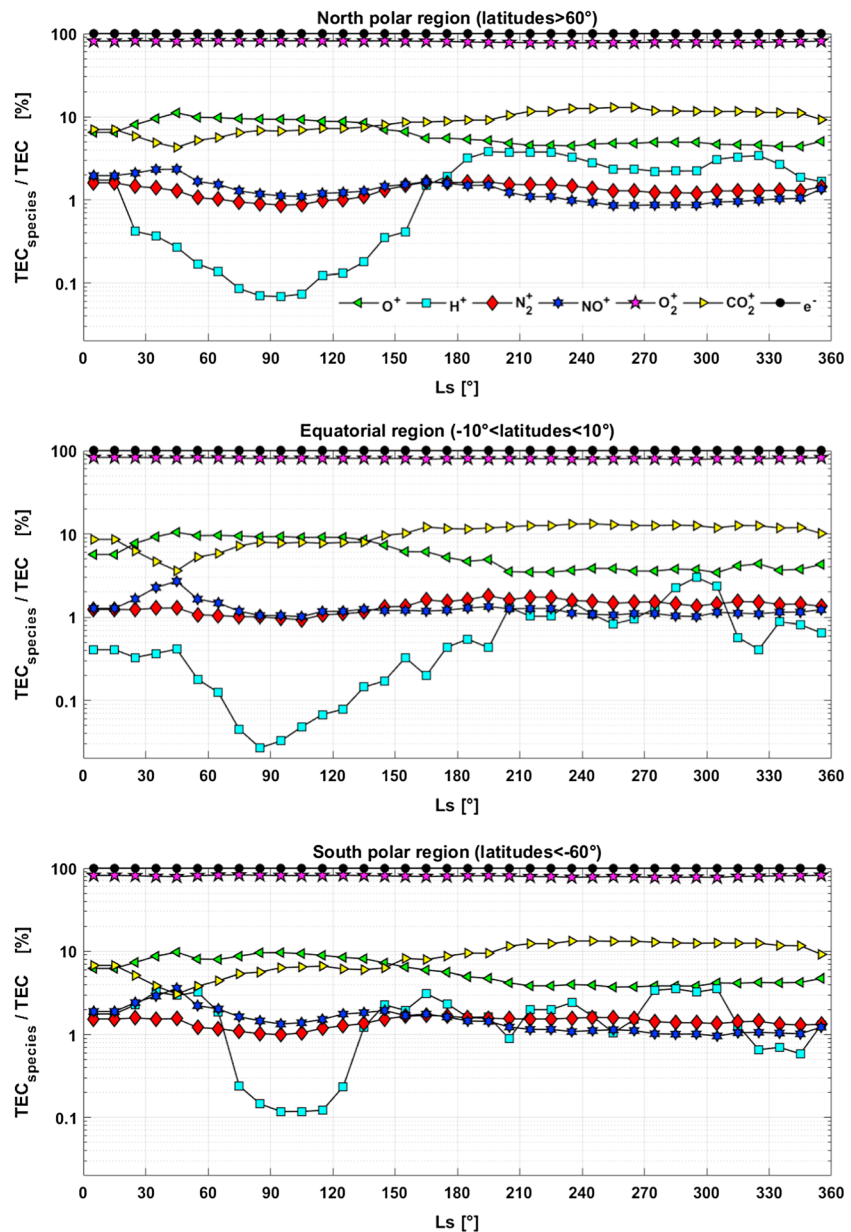 North polar region (latitudes>60°)
TEC_species / TEC [%]
100
10
1
0.1
O⁺ H⁺ N₂⁺ NO⁺ O₂⁺ CO₂⁺ e⁻
0 30 60 90 120 150 180 210 240 270 300 330 360
Ls [°]
Equatorial region (-10°<latitudes<10°)
TEC_species / TEC [%]
100
10
1
0.1
0 30 60 90 120 150 180 210 240 270 300 330 360
Ls [°]
South polar region (latitudes<-60°)
TEC_species / TEC [%]
100
10
1
0.1
0 30 60 90 120 150 180 210 240 270 300 330 360
Ls [°]